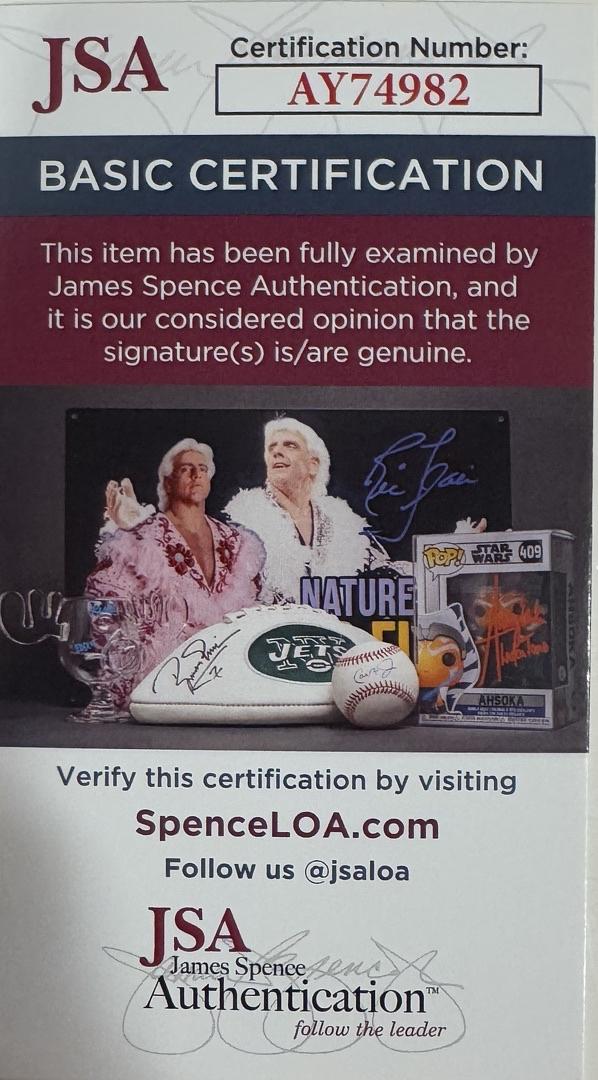 JSA
Certification Number:
AY74982
BASIC CERTIFICATION
This item has been fully examined by
James Spence Authentication, and
it is our considered opinion that the
signature(s) is/are genuine.
Ric Flair
NATURE
POP!
STAR
WARS
409
JETS
AHSOKA
Verify this certification by visiting
SpenceLOA.com
Follow us @jsaloa
JSA
James Spence
Authentication™
follow the leader